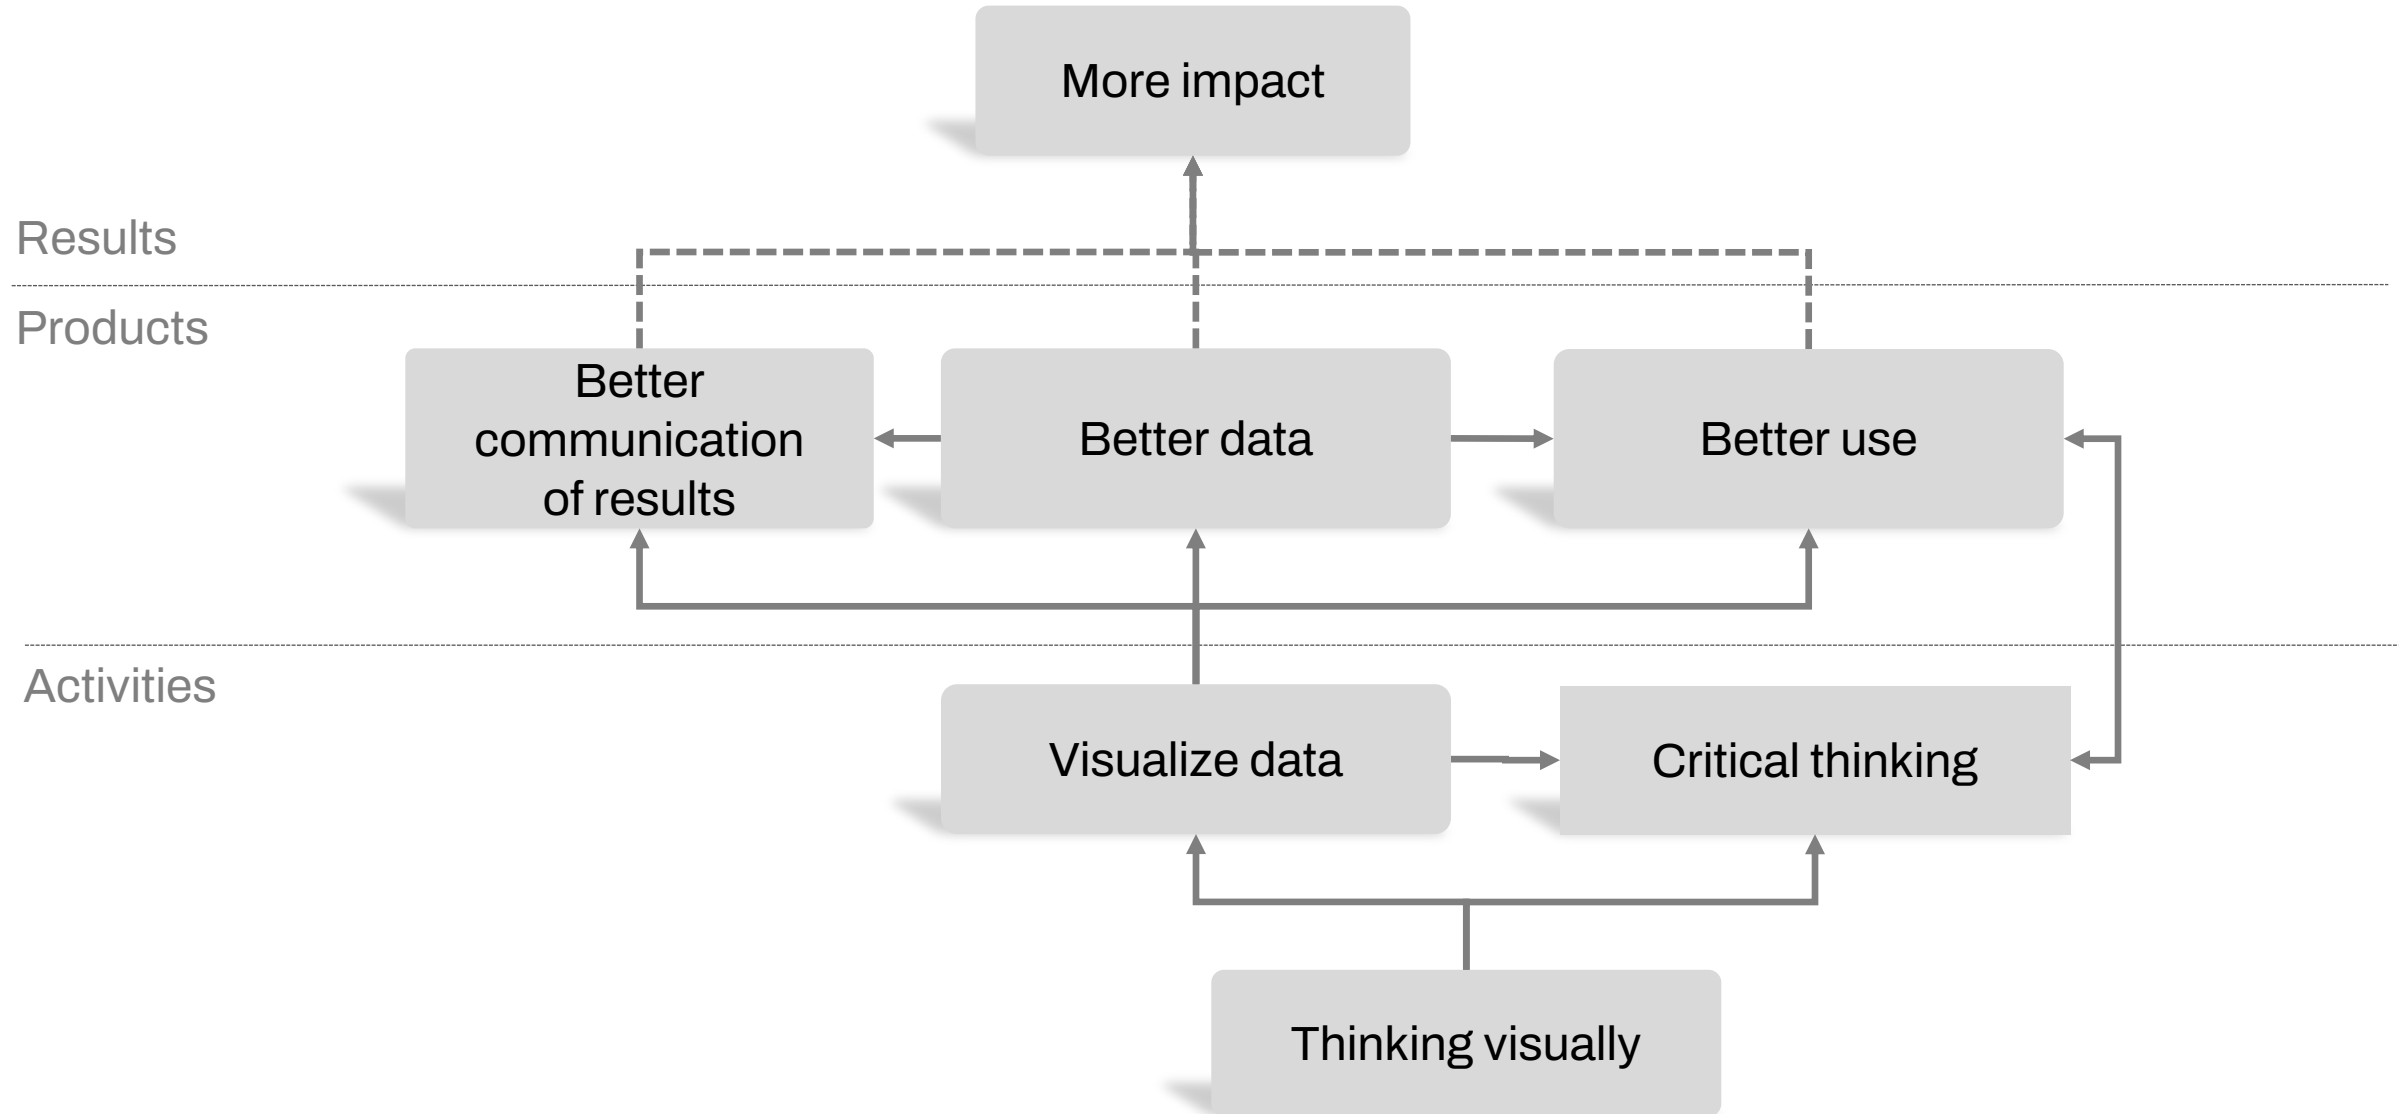 More impact
Results
Products
Better
communication
of results
Better data
Better use
Activities
Visualize data
Critical thinking
Thinking visually